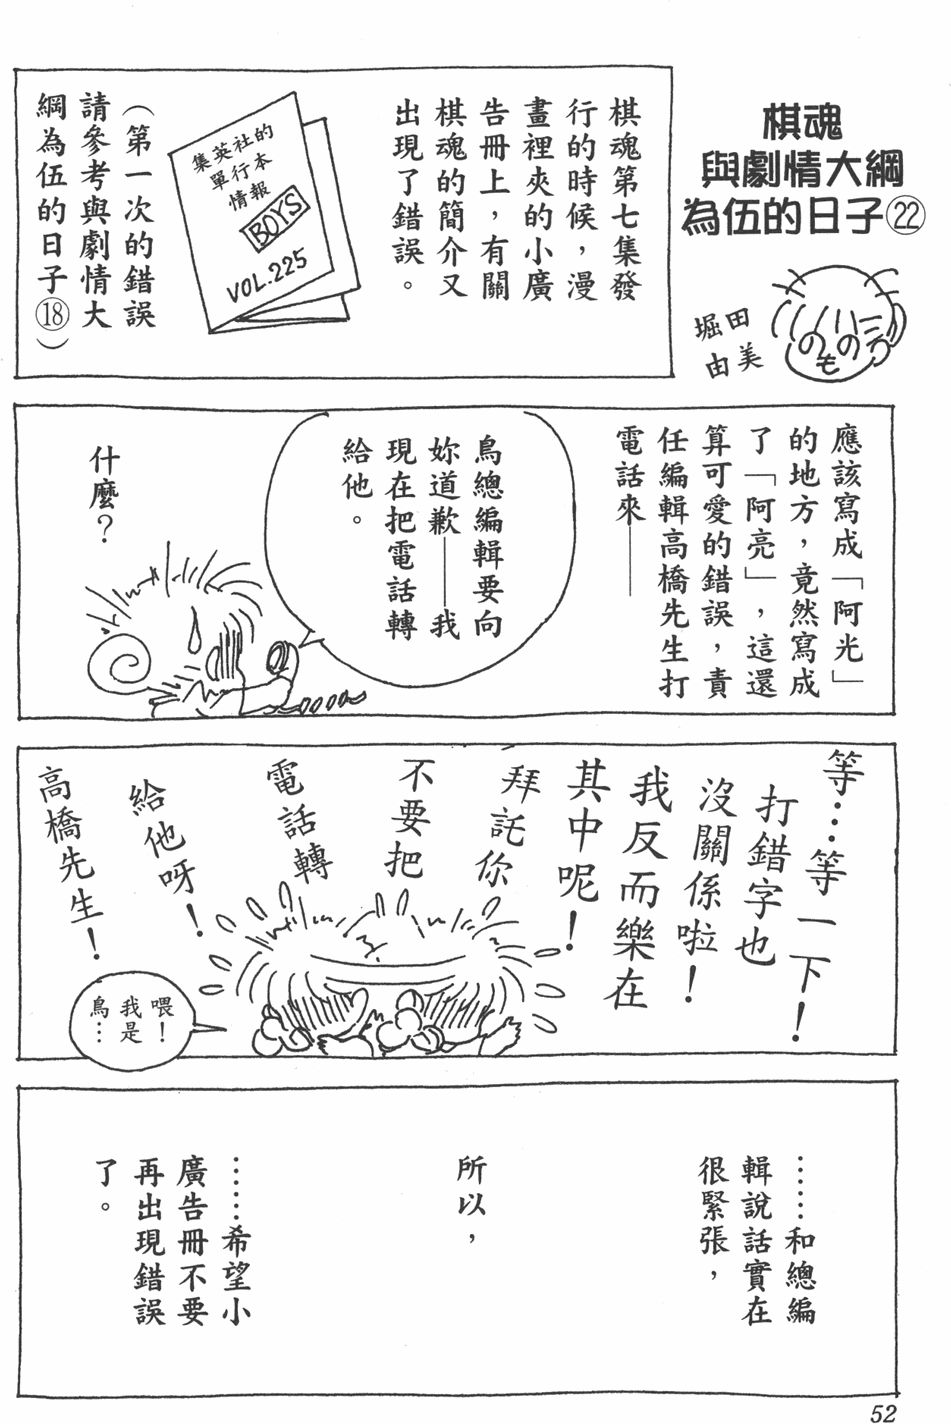 棋魂
與劇情大綱
為伍的日子㉒
堀田
由美
棋魂第七集發
行的時候，漫
畫裡夾的小廣
告冊上，有關
棋魂的簡介又
出現了錯誤。
集英社的
單行本
情報
BOYS
VOL.225
（第一次的錯誤
請參考與劇情大
綱為伍的日子⑱）
應該寫成「阿光」
的地方，竟然寫成
了「阿亮」，這還
算可愛的錯誤，責
任編輯高橋先生打
電話來——
鳥總編輯要向
妳道歉——我
現在把電話轉
給他。
什麼？
等…等一下！
打錯字也
沒關係啦！
我反而樂在
其中呢！
拜託你
不要把
電話轉
給他呀！
高橋先生！
喂！
我是
鳥…
……和總編
輯說話實在
很緊張，
所以，
……希望小
廣告冊不要
再出現錯誤
了。
52